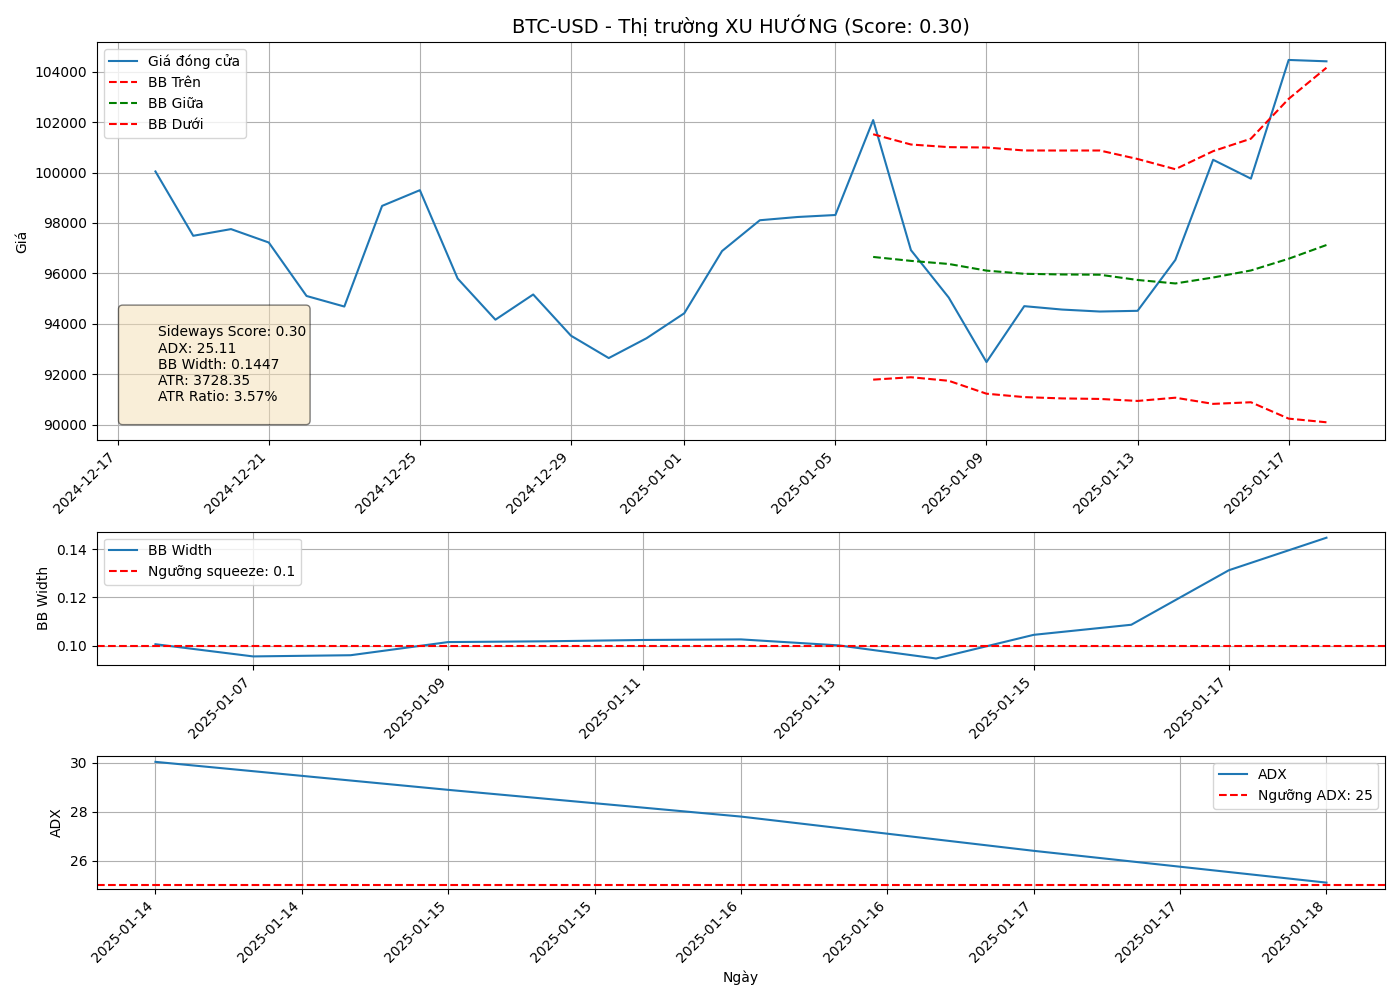 BTC-USD - Thị trường XU HƯỚNG (Score: 0.30)
Giá đóng cửa
BB Trên
BB Giữa
BB Dưới
104000
102000
100000
98000
96000
94000
92000
90000
Giá
Sideways Score: 0.30
ADX: 25.11
BB Width: 0.1447
ATR: 3728.35
ATR Ratio: 3.57%
2024-12-17
2024-12-21
2024-12-25
2024-12-29
2025-01-01
2025-01-05
2025-01-09
2025-01-13
2025-01-17
BB Width
Ngưỡng squeeze: 0.1
0.14
0.12
0.10
BB Width
2025-01-07
2025-01-09
2025-01-11
2025-01-13
2025-01-15
2025-01-17
ADX
Ngưỡng ADX: 25
30
28
26
ADX
2025-01-14
2025-01-14
2025-01-15
2025-01-15
2025-01-16
2025-01-16
2025-01-17
2025-01-17
2025-01-18
Ngày